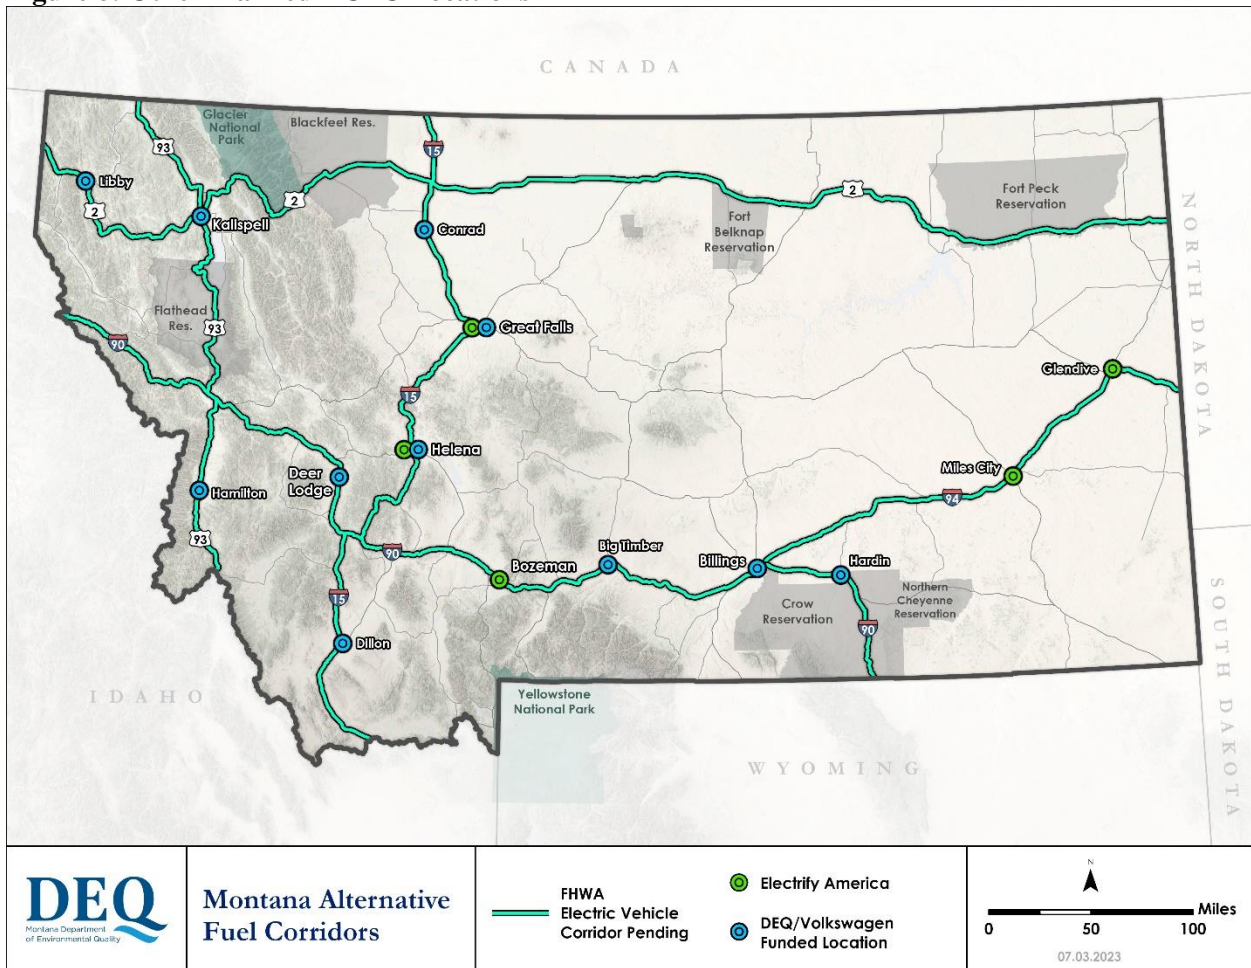 CANADA
Glacier
National
Park
Blackfeet Res.
93
15
Libby
2
2
2
Fort Peck
Reservation
Kalispell
Conrad
Fort
Belknap
Reservation
NORTH DAKOTA
Flathead
Res.
93
Great Falls
90
Glendive
15
Helena
Deer
Lodge
Miles City
Hamilton
94
93
90
Big Timber
Billings
Hardin
Bozeman
Northern
Cheyenne
Reservation
Crow
Reservation
15
90
Dillon
SOUTH DAKOTA
IDAHO
Yellowstone
National Park
WYOMING
DEQ
Montana Department
of Environmental Quality
Montana Alternative
Fuel Corridors
FHWA
Electric Vehicle
Corridor Pending
Electrify America
DEQ/Volkswagen
Funded Location
N
Miles
0 50 100
07.03.2023